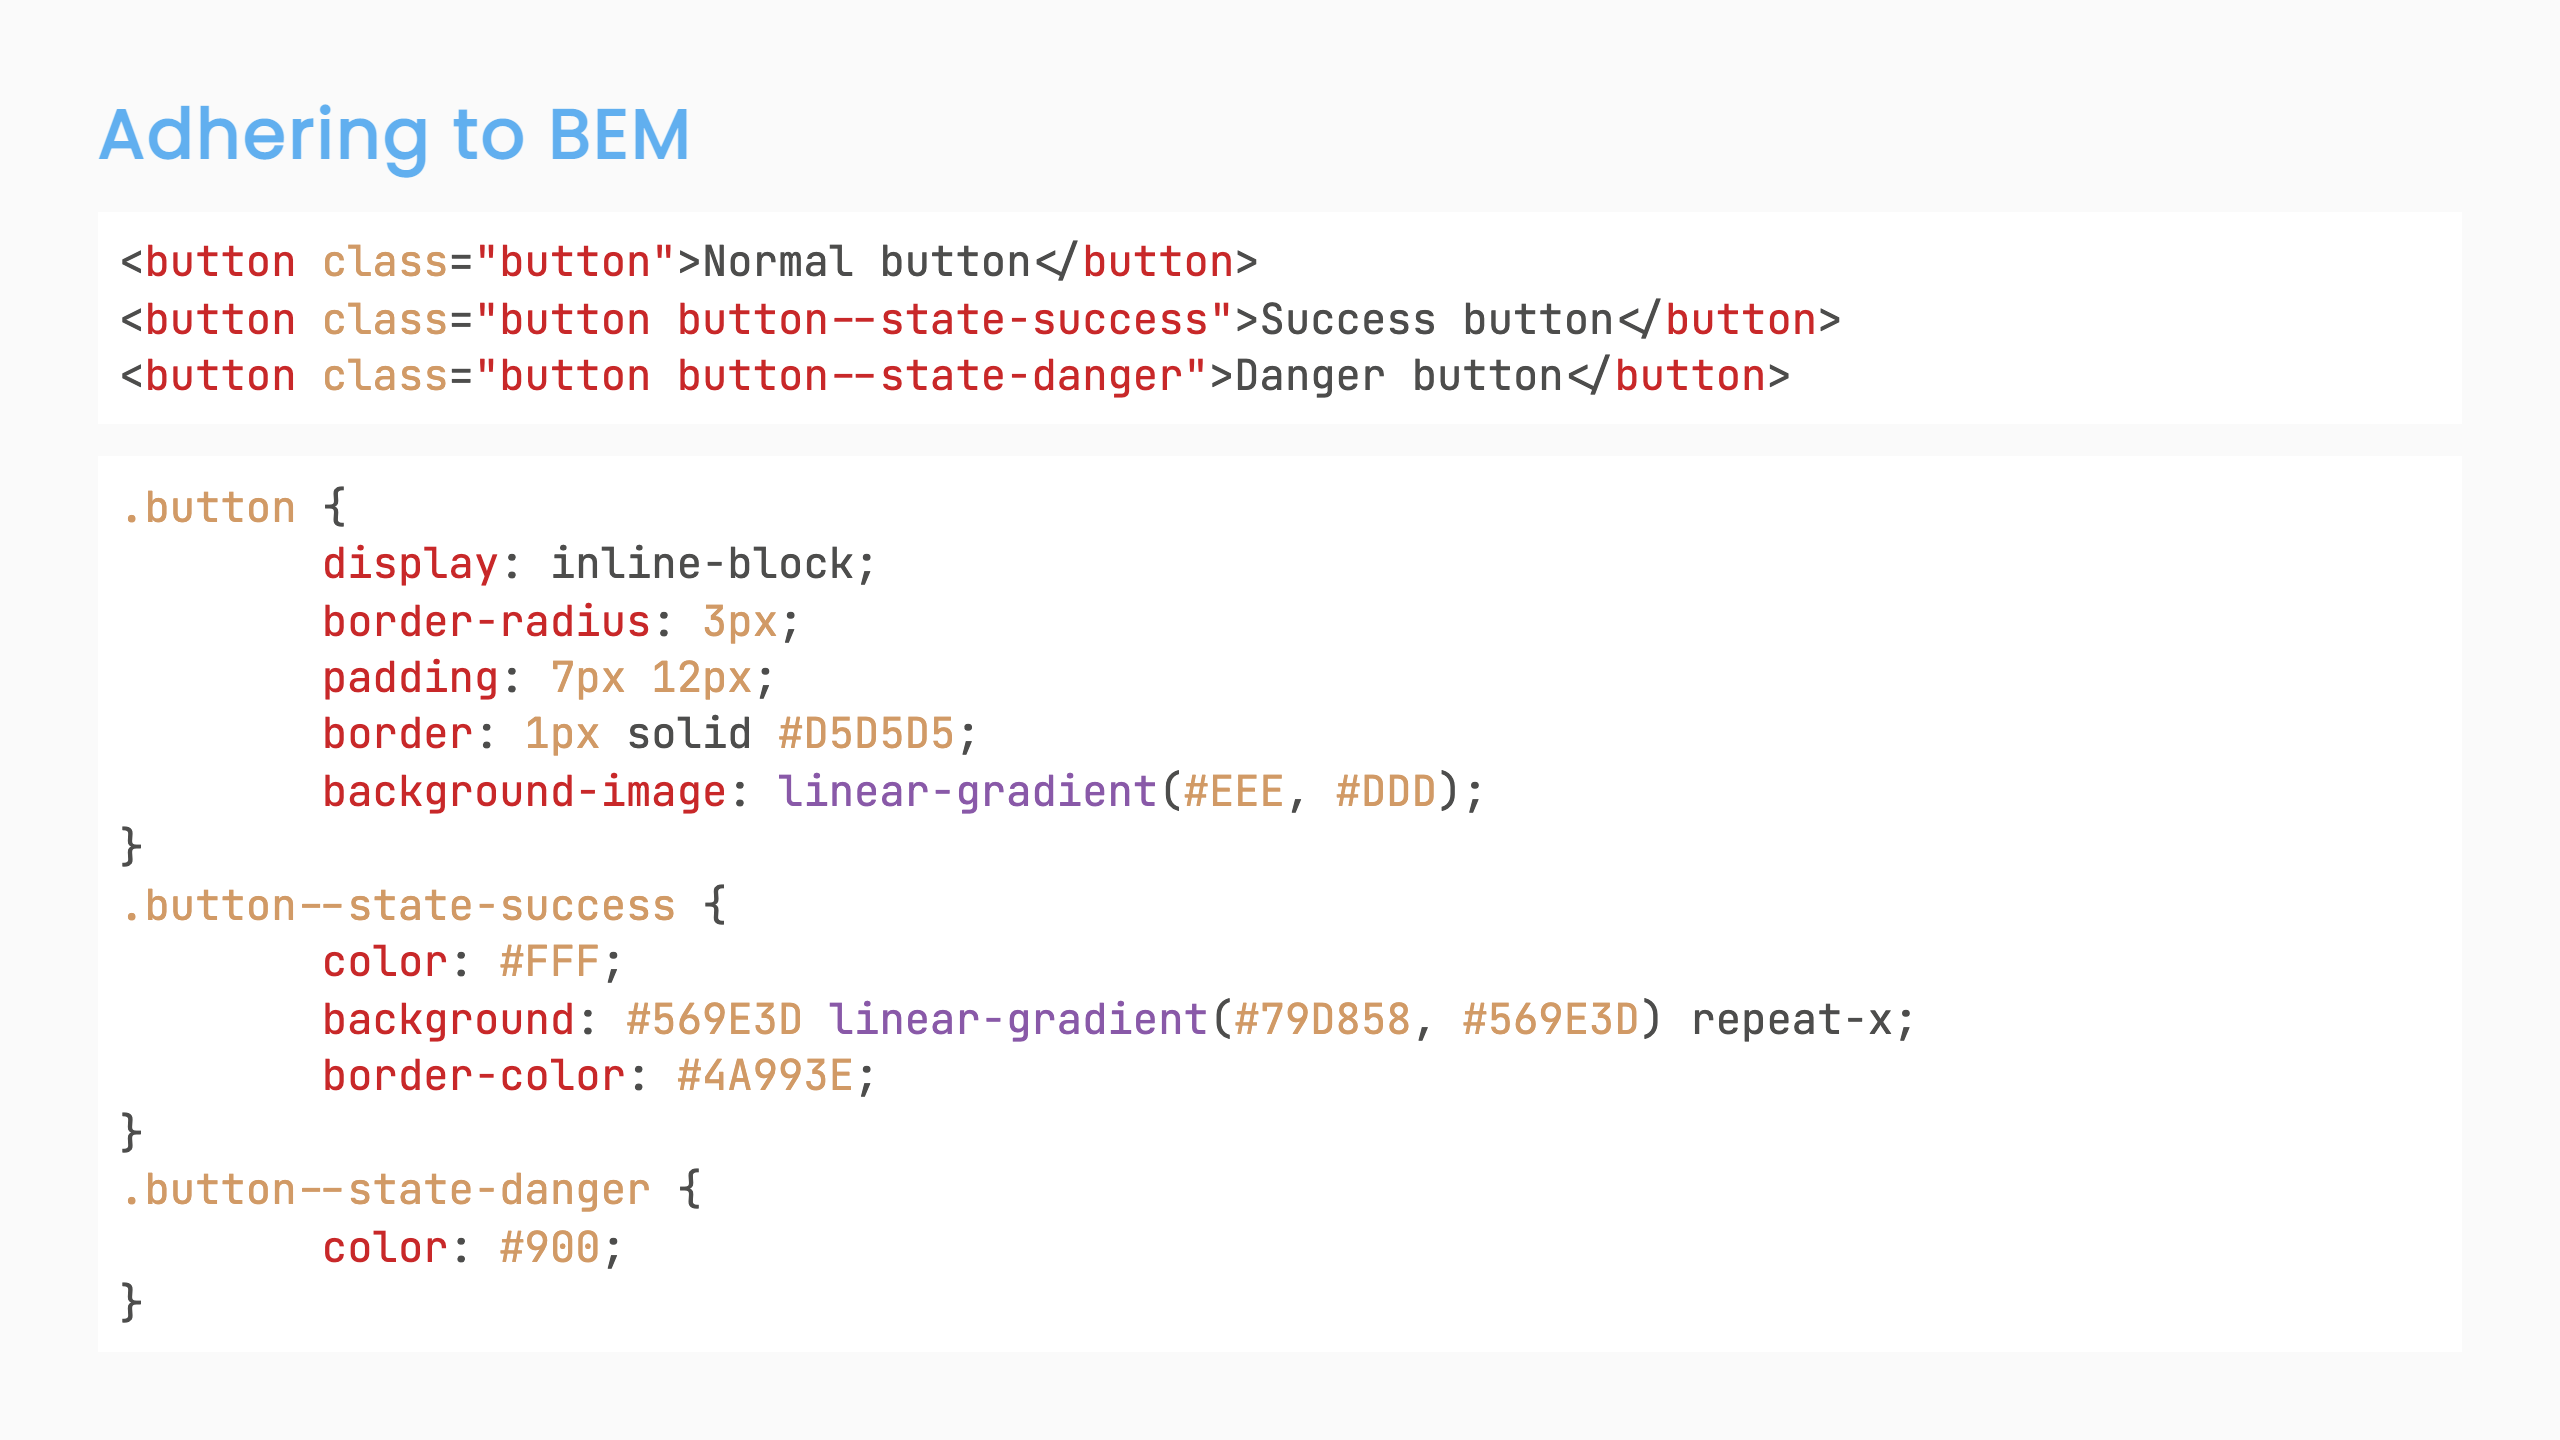 Adhering to BEM
<button class="button">Normal button</button>
<button class="button button--state-success">Success button</button>
<button class="button button--state-danger">Danger button</button>
.button {
        display: inline-block;
        border-radius: 3px;
        padding: 7px 12px;
        border: 1px solid #D5D5D5;
        background-image: linear-gradient(#EEE, #DDD);
}
.button--state-success {
        color: #FFF;
        background: #569E3D linear-gradient(#79D858, #569E3D) repeat-x;
        border-color: #4A993E;
}
.button--state-danger {
        color: #900;
}